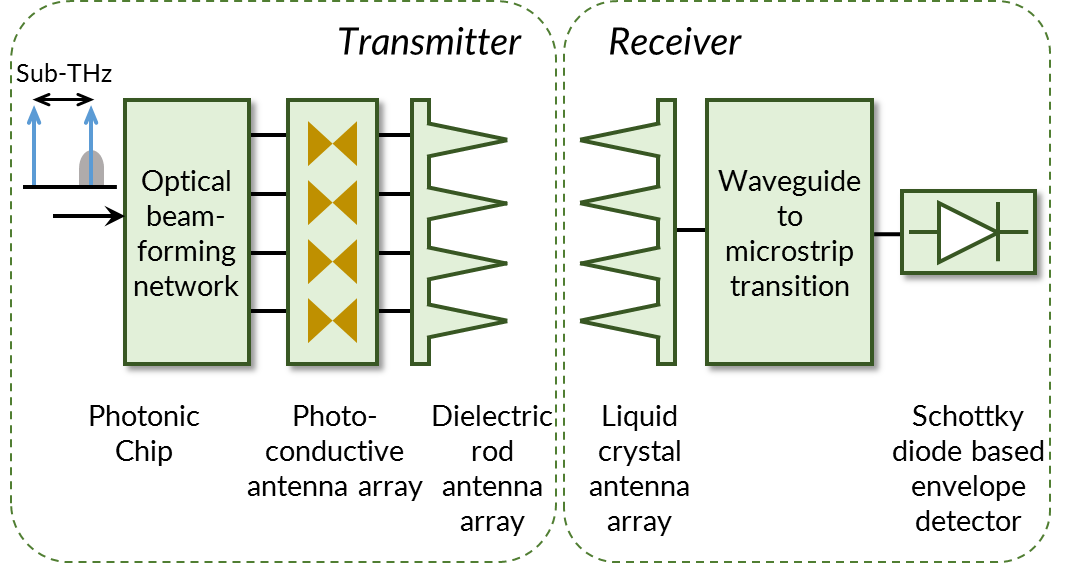 Transmitter
Receiver
Sub-THz
Optical
beam-
forming
network
Waveguide
to
microstrip
transition
Photonic
Chip
Photo-
conductive
antenna array
Dielectric
rod
antenna
array
Liquid
crystal
antenna
array
Schottky
diode based
envelope
detector